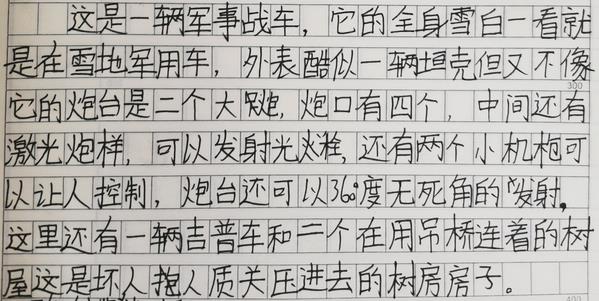 这是一辆军事战车，它的全身雪白一看就
是在雪地军用车，外表酷似一辆坦克但又不像
它的炮台是二个大炮，炮口有四个，中间还有
300
激光炮样，可以发射光难，还有两个小机枪可
以让人控制，炮台还可以360度无死角的发射。
这里还有一辆吉普车和二个在用吊桥连着的树
屋这是坏人抱人质关压进去的树房房子。
400